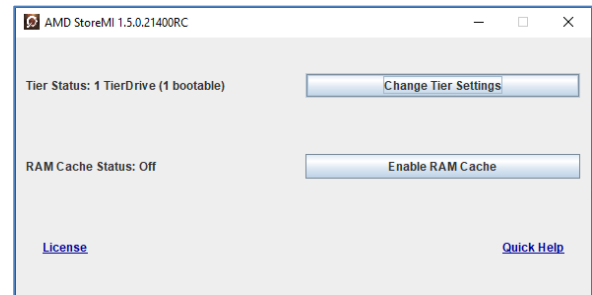 AMD StoreMI 1.5.0.21400RC
Tier Status: 1 TierDrive (1 bootable)
Change Tier Settings
RAM Cache Status: Off
Enable RAM Cache
License
Quick Help